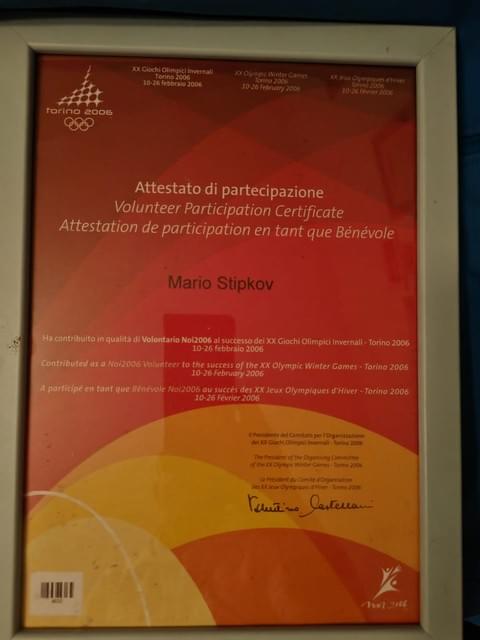 XX Giochi Olimpici Invernali
Torino 2006
10-26 febbraio 2006
XX Olympic Winter Games
Torino 2006
10-26 February 2006
XX Jeux Olympiques d'Hiver
Torino 2006
10-26 Février 2006
torino 2006
Attestato di partecipazione
Volunteer Participation Certificate
Attestation de participation en tant que Bénévole
Mario Stipkov
Ha contribuito in qualità di Volontario Noi2006 al successo dei XX Giochi Olimpici Invernali - Torino 2006
10-26 febbraio 2006
Contributed as a Noi2006 Volunteer to the success of the XX Olympic Winter Games - Torino 2006
10-26 February 2006
A participé en tant que Bénévole Noi2006 au succès des XX Jeux Olympiques d'Hiver - Torino 2006
10-26 Février 2006
Il Presidente del Comitato per l'Organizzazione
dei XX Giochi Olimpici Invernali - Torino 2006
The President of the Organising Committee
of the XX Olympic Winter Games - Torino 2006
Le Président du Comité d'Organisation
des XX Jeux Olympiques d'Hiver - Torino 2006
Valentino Castellani
noi 2006